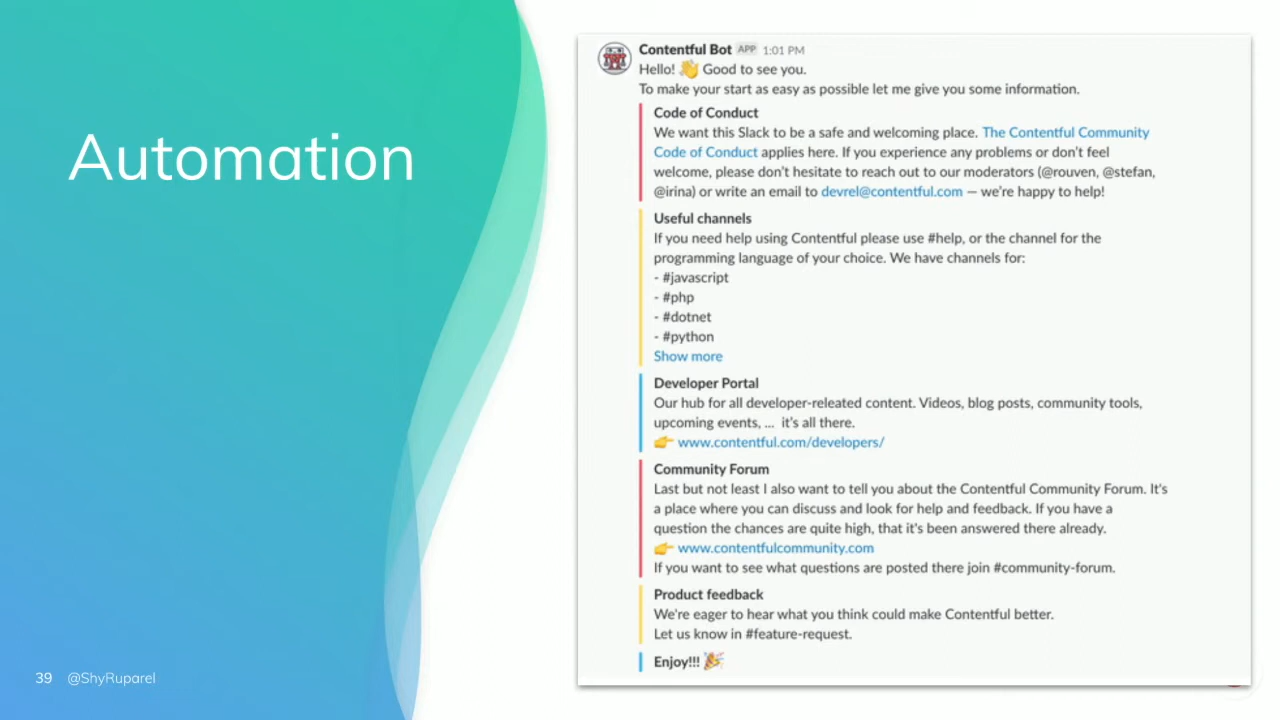 Automation
Contentful Bot APP 1:01 PM
Hello! 👋 Good to see you.
To make your start as easy as possible let me give you some information.
Code of Conduct
We want this Slack to be a safe and welcoming place. The Contentful Community
Code of Conduct applies here. If you experience any problems or don't feel
welcome, please don't hesitate to reach out to our moderators (@rouven, @stefan,
@irina) or write an email to devrel@contentful.com — we're happy to help!
Useful channels
If you need help using Contentful please use #help, or the channel for the
programming language of your choice. We have channels for:
- #javascript
- #php
- #dotnet
- #python
Show more
Developer Portal
Our hub for all developer-releated content. Videos, blog posts, community tools,
upcoming events, ... it's all there.
👉 www.contentful.com/developers/
Community Forum
Last but not least I also want to tell you about the Contentful Community Forum. It's
a place where you can discuss and look for help and feedback. If you have a
question the chances are quite high, that it's been answered there already.
👉 www.contentfulcommunity.com
If you want to see what questions are posted there join #community-forum.
Product feedback
We're eager to hear what you think could make Contentful better.
Let us know in #feature-request.
Enjoy!!! 🎉
39 @ShyRuparel